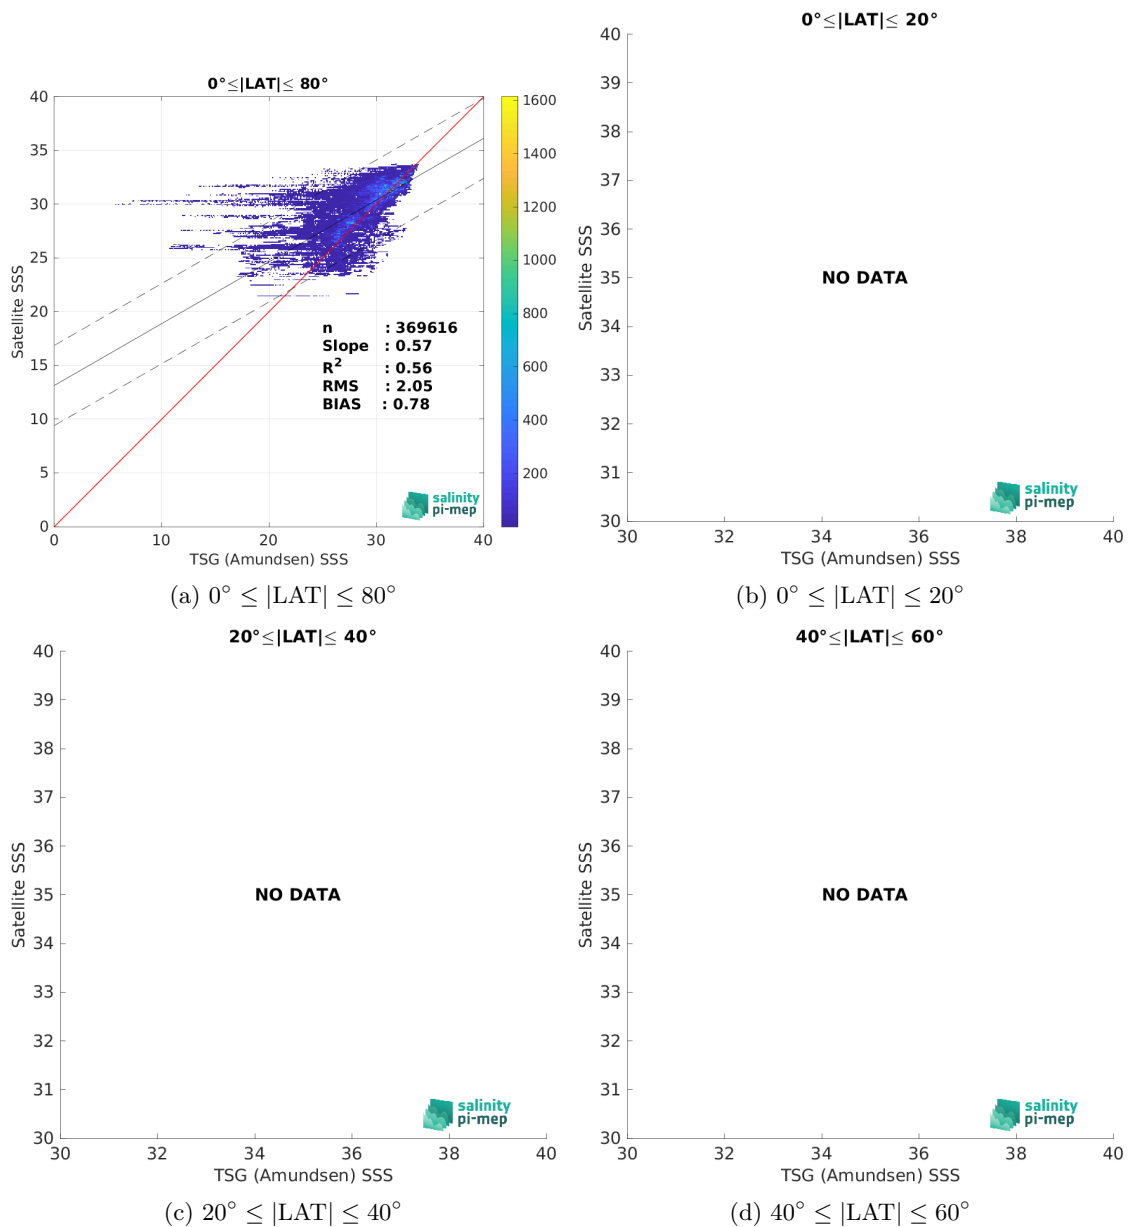 0°≤|LAT|≤ 80°
40
35
30
25
20
15
10
5
0
Satellite SSS
0
10
20
30
40
TSG (Amundsen) SSS
n : 369616
Slope : 0.57
R² : 0.56
RMS : 2.05
BIAS : 0.78
salinity
pi-mep
1600
1400
1200
1000
800
600
400
200
(a) 0° ≤ |LAT| ≤ 80°
0°≤|LAT|≤ 20°
40
39
38
37
36
35
34
33
32
31
30
Satellite SSS
NO DATA
salinity
pi-mep
30
32
34
36
38
40
TSG (Amundsen) SSS
(b) 0° ≤ |LAT| ≤ 20°
20°≤|LAT|≤ 40°
40
39
38
37
36
35
34
33
32
31
30
Satellite SSS
NO DATA
salinity
pi-mep
30
32
34
36
38
40
TSG (Amundsen) SSS
(c) 20° ≤ |LAT| ≤ 40°
40°≤|LAT|≤ 60°
40
39
38
37
36
35
34
33
32
31
30
Satellite SSS
NO DATA
salinity
pi-mep
30
32
34
36
38
40
TSG (Amundsen) SSS
(d) 40° ≤ |LAT| ≤ 60°